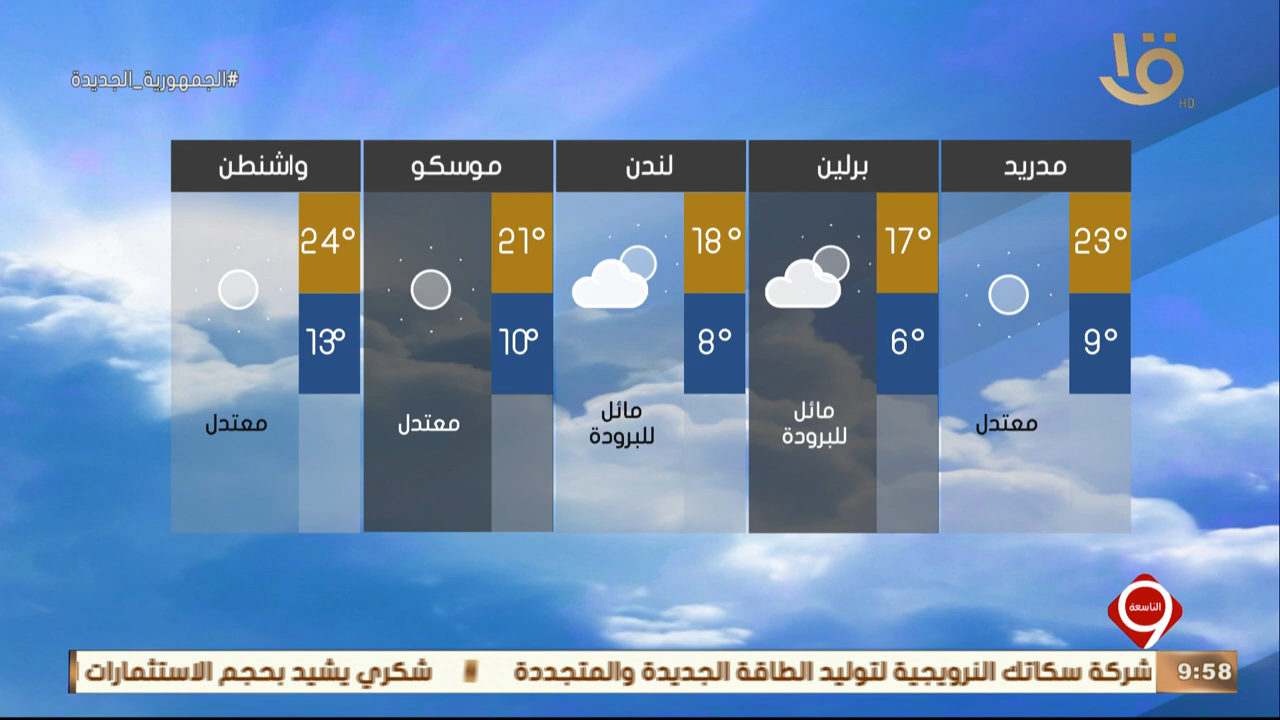 #الجمهورية_الجديدة
HD
مدريد
23°
9°
معتدل
برلين
17°
6°
مائل
للبرودة
لندن
18°
8°
مائل
للبرودة
موسكو
21°
10°
معتدل
واشنطن
24°
13°
معتدل
التاسعة
9:58
شركة سكاتك النرويجية لتوليد الطاقة الجديدة والمتجددة
شكري يشيد بحجم الاستثمارات